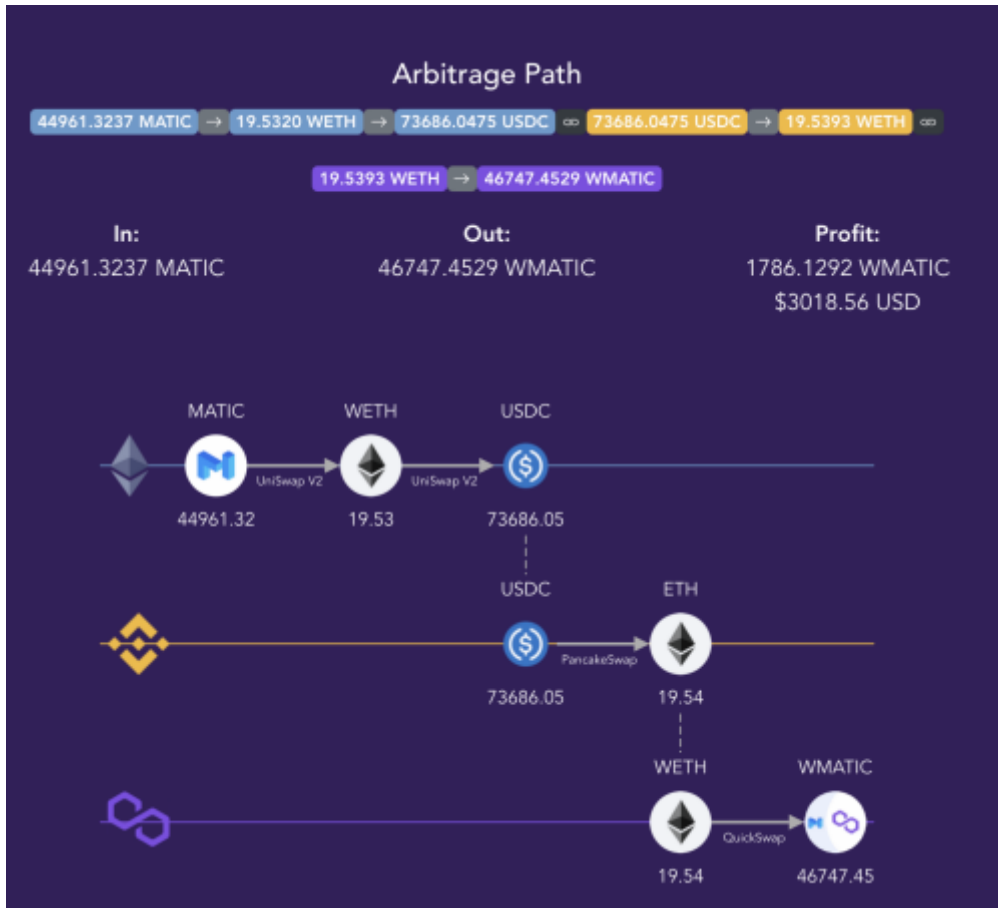 Arbitrage Path
44961.3237 MATIC → 19.5320 WETH → 73686.0475 USDC 73686.0475 USDC → 19.5393 WETH
19.5393 WETH → 46747.4529 WMATIC
In: Out: Profit:
44961.3237 MATIC 46747.4529 WMATIC 1786.1292 WMATIC
$3018.56 USD
MATIC WETH USDC
UniSwap V2 UniSwap V2
44961.32 19.53 73686.05
USDC ETH
PancakeSwap
73686.05 19.54
WETH WMATIC
QuickSwap
19.54 46747.45